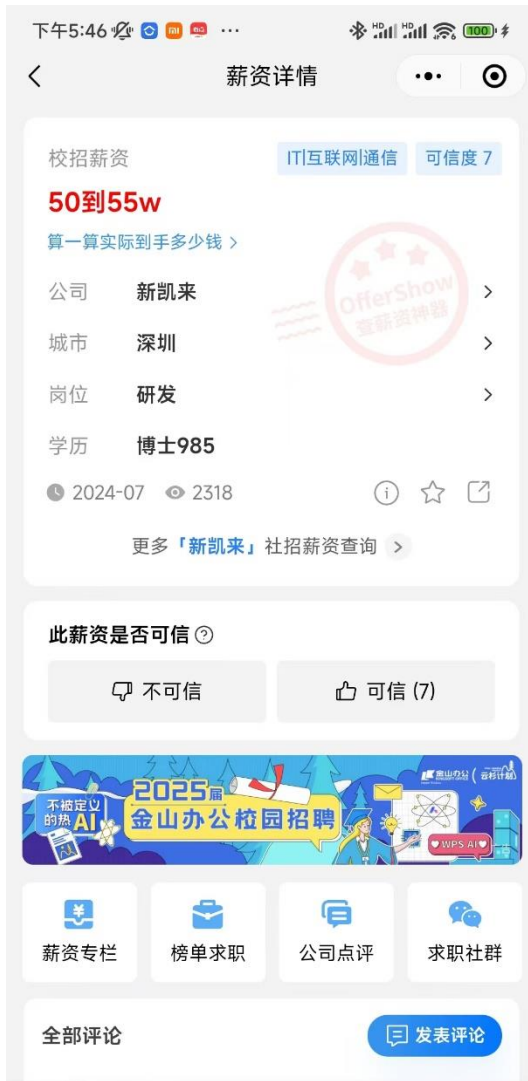 下午5:46 ... 100
薪资详情
校招薪资 IT|互联网|通信 可信度 7
50到55w
算一算实际到手多少钱 >
公司 新凯来
城市 深圳
岗位 研发
学历 博士985
OfferShow
查薪资神器
2024-07 2318
更多「新凯来」社招薪资查询 >
此薪资是否可信
不可信 可信 (7)
金山办公 (云杉计划)
不被定义
的热AI
2025届
金山办公校园招聘
WPS AI
薪资专栏 榜单求职 公司点评 求职社群
全部评论 发表评论